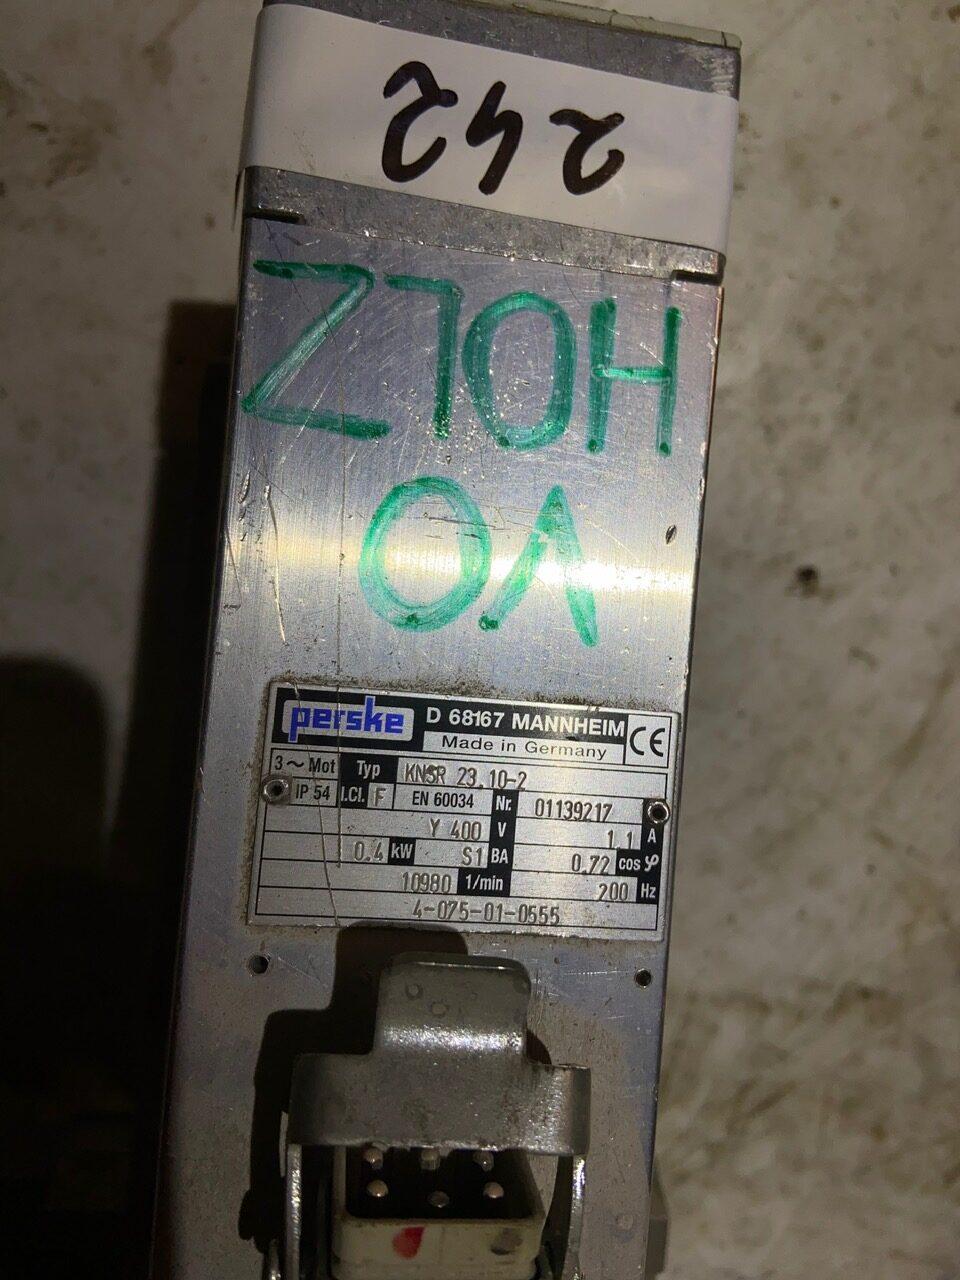 VO
HOLZ
242
perske D 68167 MANNHEIM CE
Made in Germany
3~Mot Typ KNSR 23.10-2
IP 54 I.Cl. F EN 60034 Nr. 01139217
Y 400 V 1,1 A
0.4 kW S1 BA 0,72 cos φ
10980 1/min 200 Hz
4-075-01-0555